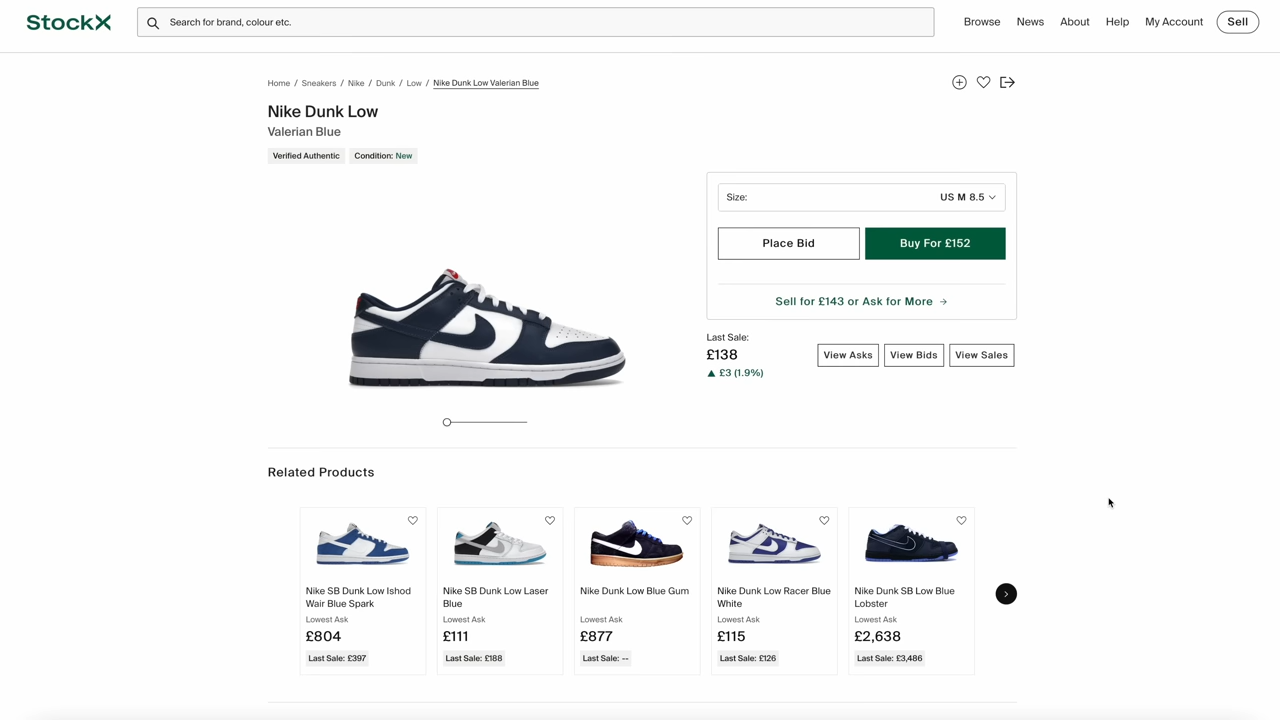 StockX
Search for brand, colour etc.
Browse
News
About
Help
My Account
Sell
Home / Sneakers / Nike / Dunk / Low / Nike Dunk Low Valerian Blue
Nike Dunk Low
Valerian Blue
Verified Authentic
Condition: New
Size:
US M 8.5
Place Bid
Buy For £152
Sell for £143 or Ask for More →
Last Sale:
£138
▲ £3 (1.9%)
View Asks
View Bids
View Sales
Related Products
Nike SB Dunk Low Ishod
Wair Blue Spark
Lowest Ask
£804
Last Sale: £397
Nike SB Dunk Low Laser
Blue
Lowest Ask
£111
Last Sale: £188
Nike Dunk Low Blue Gum
Lowest Ask
£877
Last Sale: --
Nike Dunk Low Racer Blue
White
Lowest Ask
£115
Last Sale: £126
Nike Dunk SB Low Blue
Lobster
Lowest Ask
£2,638
Last Sale: £3,486